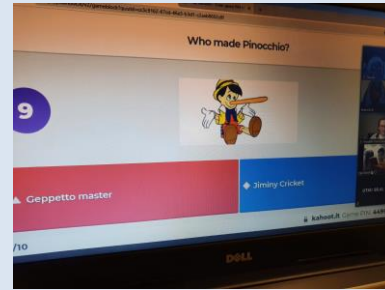 Who made Pinocchio?
9
▲ Geppetto master
◆ Jiminy Cricket
/10
kahoot.it
DELL